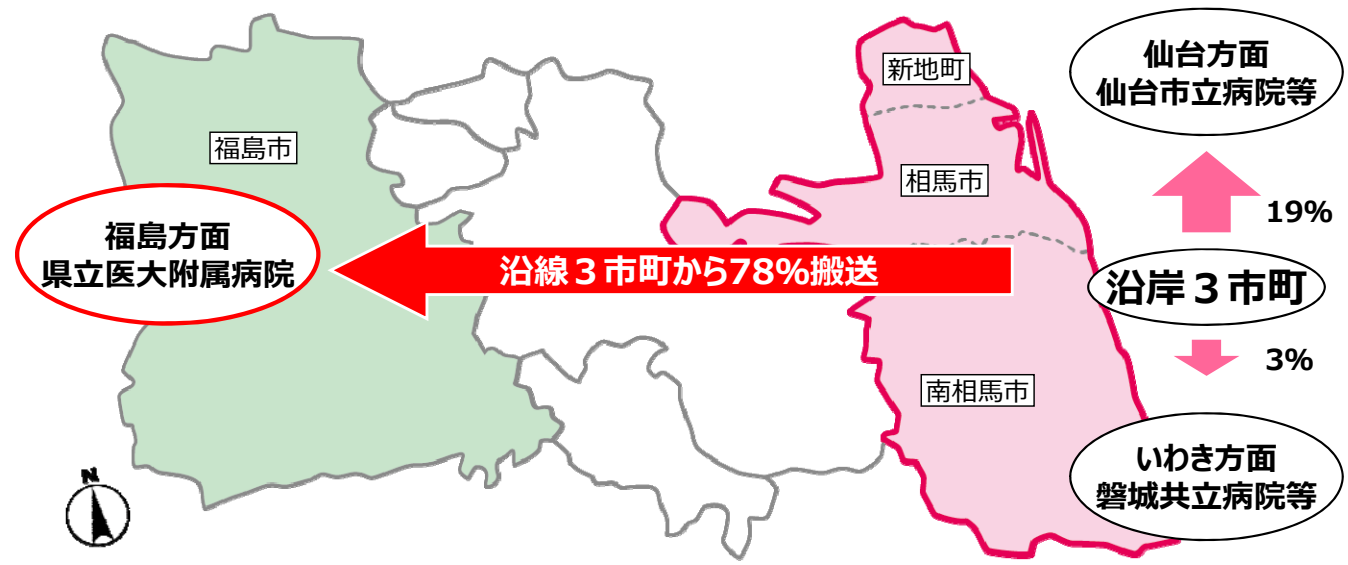 新地町
仙台方面
仙台市立病院等
福島市
相馬市
19%
福島方面
県立医大附属病院
沿線３市町から78%搬送
沿岸３市町
3%
南相馬市
いわき方面
磐城共立病院等
N